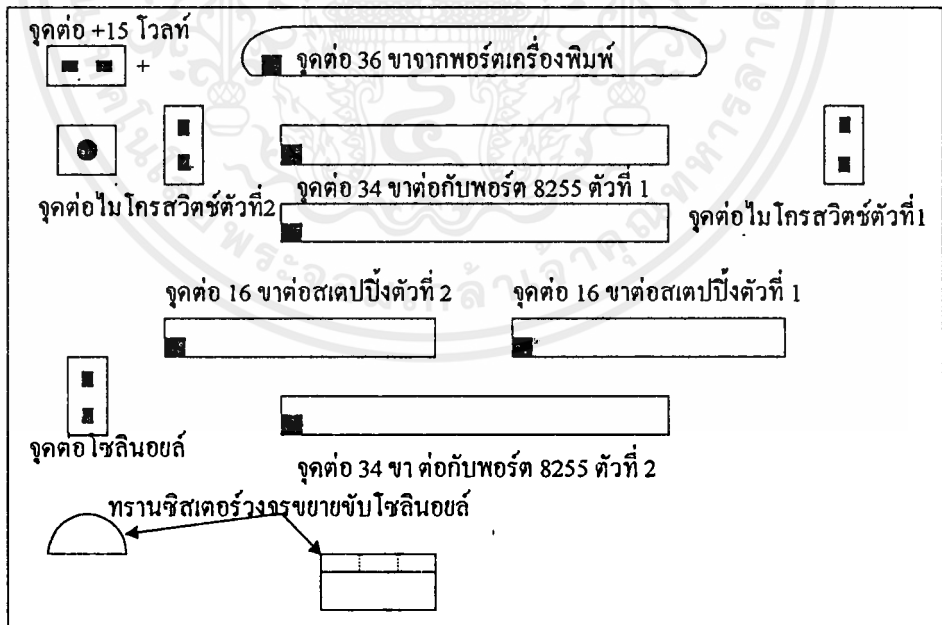 จุดต่อ +15 โวลท์
+
จุดต่อ 36 ขาจากพอร์ตเครื่องพิมพ์
จุดต่อ 34 ขาต่อกับพอร์ต 8255 ตัวที่ 1
จุดต่อไมโครสวิตช์ตัวที่2
จุดต่อไมโครสวิตช์ตัวที่1
จุดต่อ 16 ขาต่อสเตปปิ้งตัวที่ 2
จุดต่อ 16 ขาต่อสเตปปิ้งตัวที่ 1
จุดต่อโซลินอยล์
จุดต่อ 34 ขา ต่อกับพอร์ต 8255 ตัวที่ 2
ทรานซิสเตอร์วงจรขยายขับโซลินอยล์